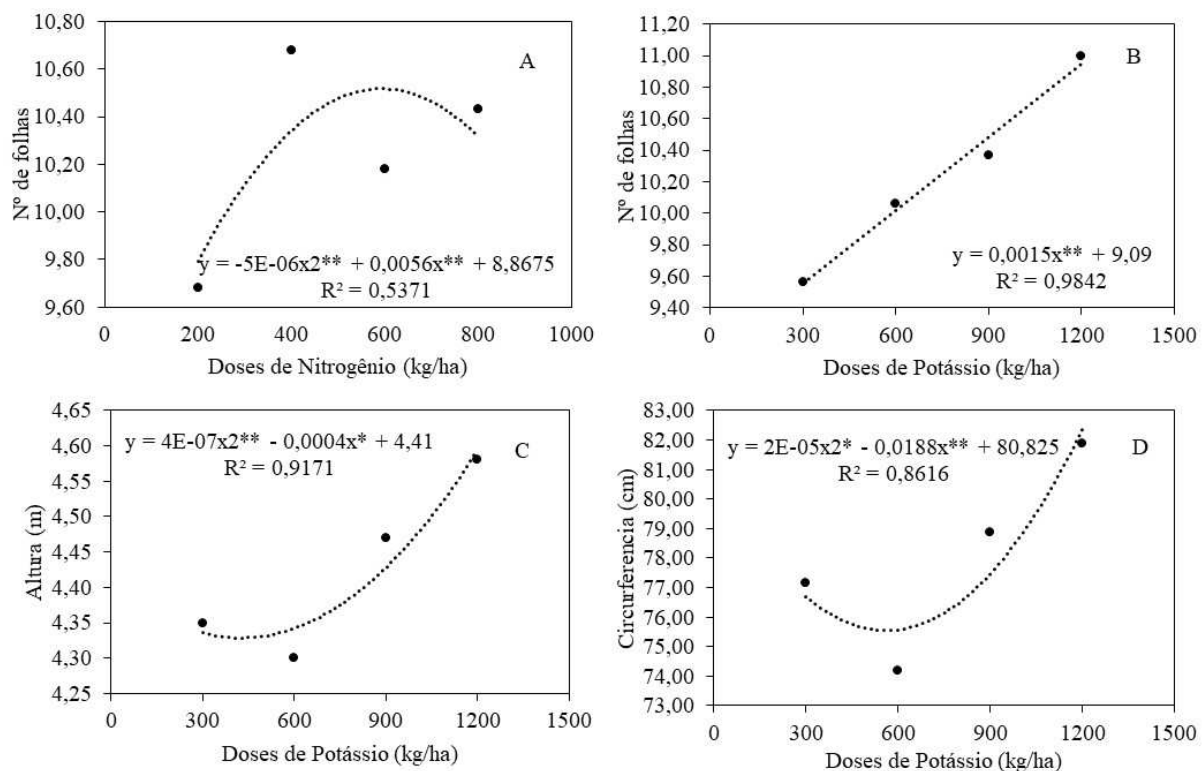 10,80
10,60
10,40
10,20
10,00
9,80
9,60
Nº de folhas
A
y = -5E-06x2** + 0,0056x** + 8,8675
R² = 0,5371
0 200 400 600 800 1000
Doses de Nitrogênio (kg/ha)
11,20
11,00
10,80
10,60
10,40
10,20
10,00
9,80
9,60
9,40
Nº de folhas
B
y = 0,0015x** + 9,09
R² = 0,9842
0 300 600 900 1200 1500
Doses de Potássio (kg/ha)
4,65
4,60
4,55
4,50
4,45
4,40
4,35
4,30
4,25
Altura (m)
y = 4E-07x2** - 0,0004x* + 4,41
R² = 0,9171
C
0 300 600 900 1200 1500
Doses de Potássio (kg/ha)
83,00
82,00
81,00
80,00
79,00
78,00
77,00
76,00
75,00
74,00
73,00
Circurferencia (cm)
y = 2E-05x2* - 0,0188x** + 80,825
R² = 0,8616
D
0 300 600 900 1200 1500
Doses de Potássio (kg/ha)